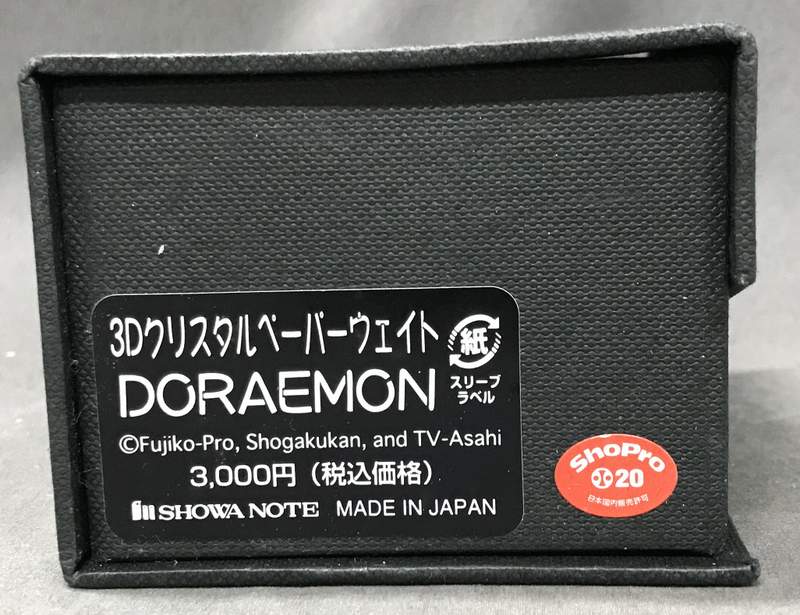 3Dクリスタルペーパーウェイト
紙
DORAEMON
スリーブ
ラベル
©Fujiko-Pro, Shogakukan, and TV-Asahi
3,000円（税込価格）
SHOWA NOTE MADE IN JAPAN
ShoPro
20
日本国内販売許可